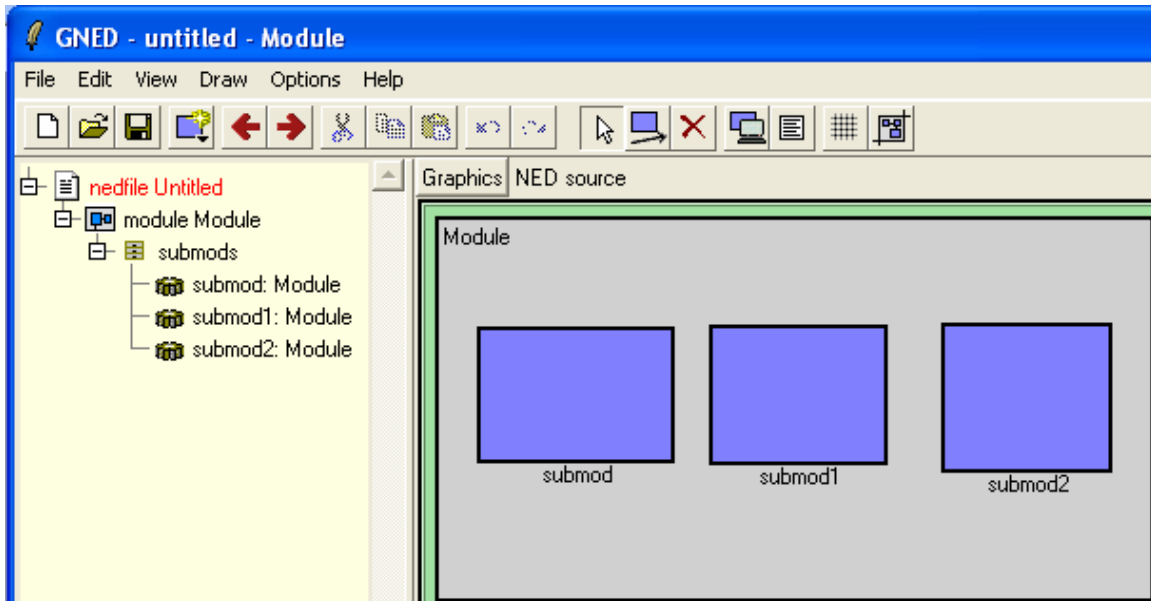 GNED - untitled - Module
File Edit View Draw Options Help
Graphics NED source
nedfile Untitled
module Module
submods
submod: Module
submod1: Module
submod2: Module
Module
submod
submod1
submod2